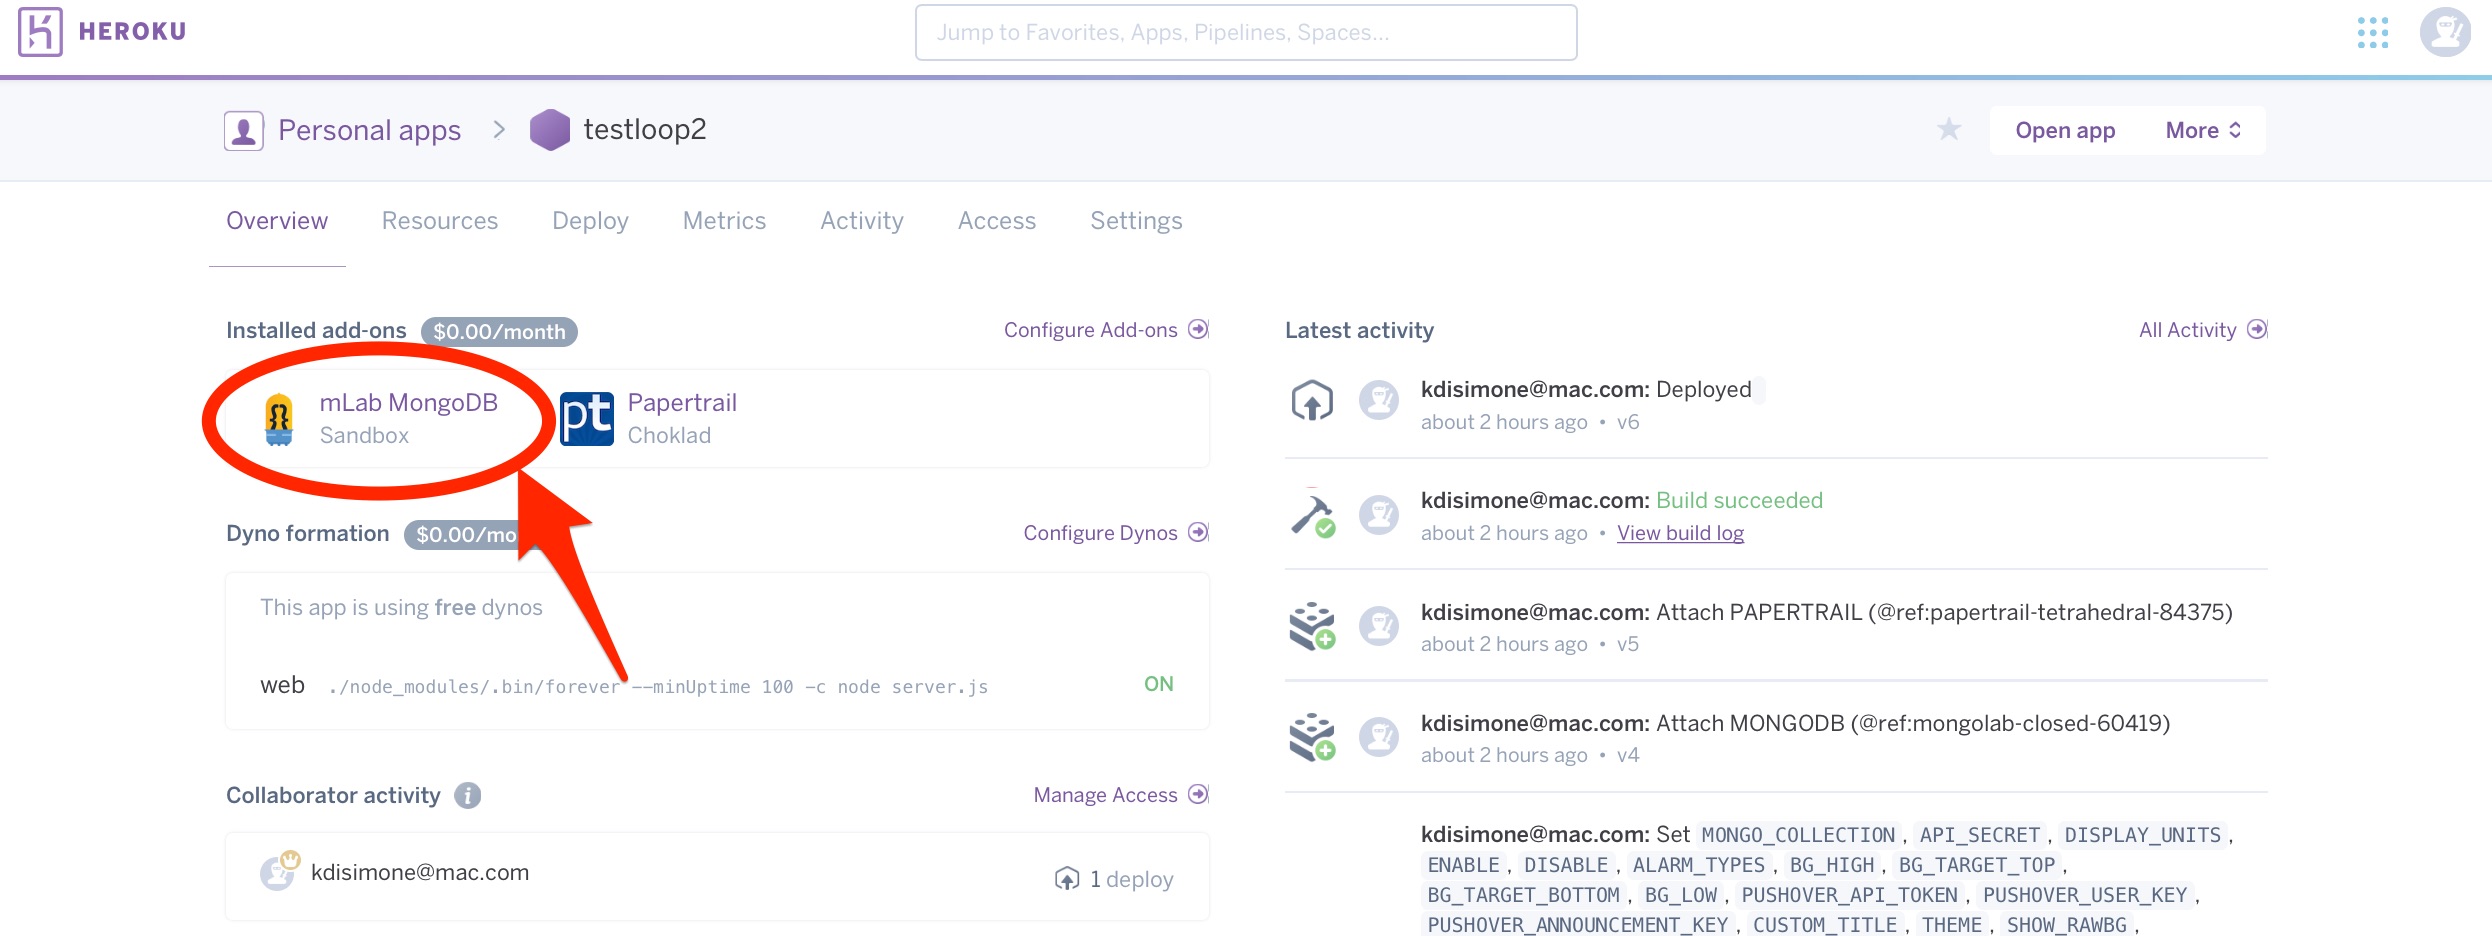 HEROKU
Jump to Favorites, Apps, Pipelines, Spaces...
Personal apps > testloop2
Open app
More
Overview Resources Deploy Metrics Activity Access Settings
Installed add-ons $0.00/month
Configure Add-ons
mLab MongoDB
Sandbox
pt
Papertrail
Choklad
Dyno formation $0.00/mo
Configure Dynos
This app is using free dynos
web ./node_modules/.bin/forever --minUptime 100 -c node server.js ON
Collaborator activity i
Manage Access
kdisimone@mac.com
1 deploy
Latest activity
All Activity
kdisimone@mac.com: Deployed
about 2 hours ago • v6
kdisimone@mac.com: Build succeeded
about 2 hours ago • View build log
kdisimone@mac.com: Attach PAPERTRAIL (@ref:papertrail-tetrahedral-84375)
about 2 hours ago • v5
kdisimone@mac.com: Attach MONGODB (@ref:mongolab-closed-60419)
about 2 hours ago • v4
kdisimone@mac.com: Set MONGO_COLLECTION, API_SECRET, DISPLAY_UNITS,
ENABLE, DISABLE, ALARM_TYPES, BG_HIGH, BG_TARGET_TOP,
BG_TARGET_BOTTOM, BG_LOW, PUSHOVER_API_TOKEN, PUSHOVER_USER_KEY,
PUSHOVER_ANNOUNCEMENT_KEY, CUSTOM_TITLE, THEME, SHOW_RAWBG,